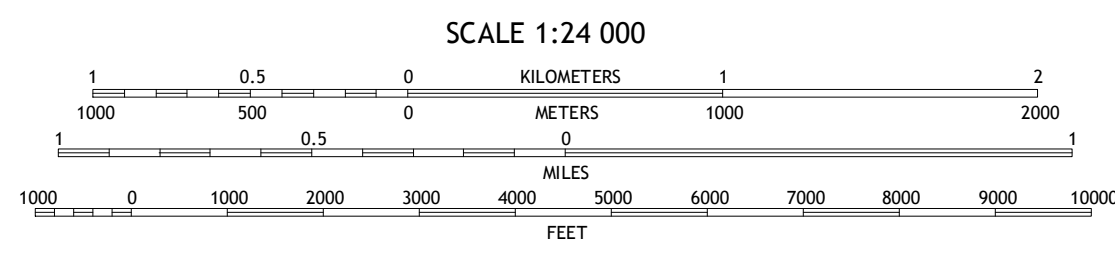 SCALE 1:24 000
1 0.5 0 KILOMETERS 1 2
1000 500 0 METERS 1000 2000
1 0.5 0 1
MILES
1000 0 1000 2000 3000 4000 5000 6000 7000 8000 9000 10000
FEET